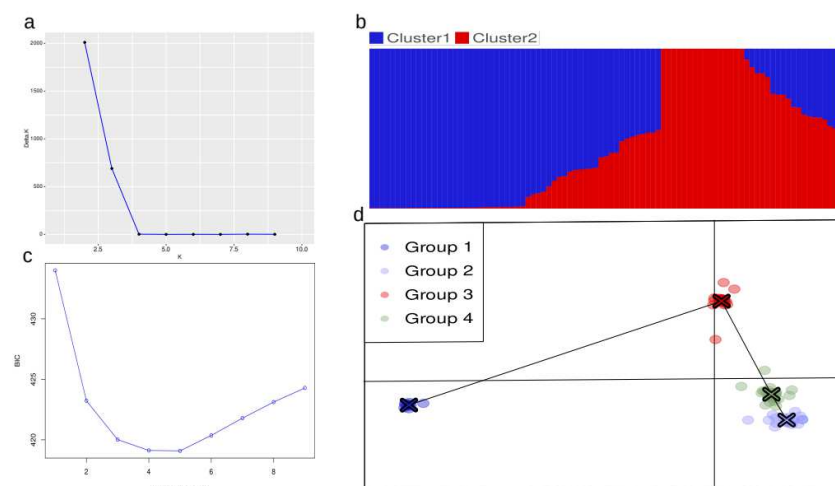 a
2000
1500
1000
500
0
Delta K
2.5 5.0 7.5 10.0
K
b
Cluster1 Cluster2
c
430
425
420
BIC
2 4 6 8
d
Group 1
Group 2
Group 3
Group 4